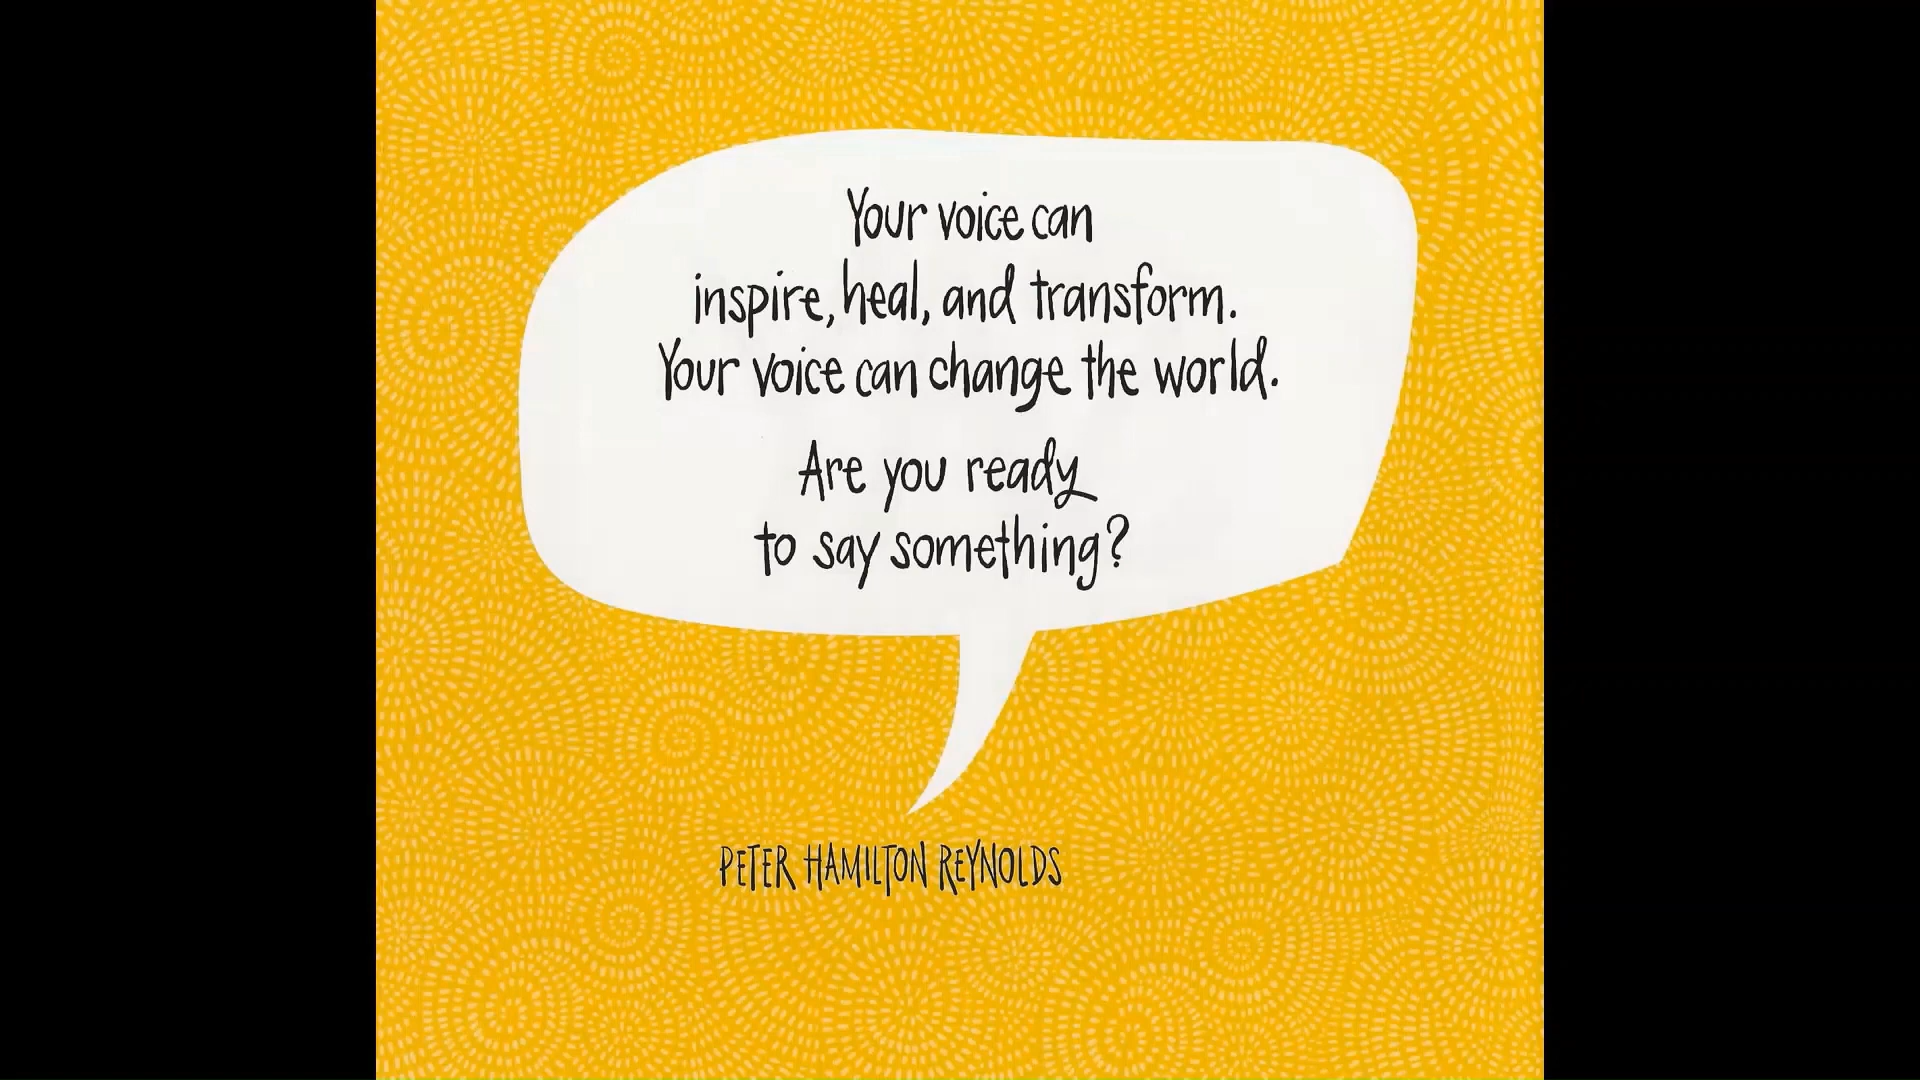 Your voice can
inspire, heal, and transform.
Your voice can change the world.
Are you ready
to say something?
PETER HAMILTON REYNOLDS